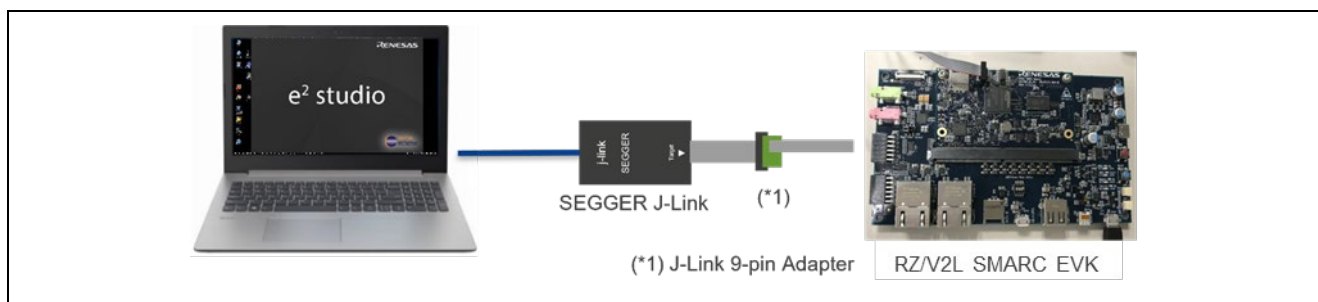 RENESAS
e² studio
j-link
SEGGER
Target
SEGGER J-Link
(*1)
(*1) J-Link 9-pin Adapter
RENESAS
RZ/V2L SMARC EVK